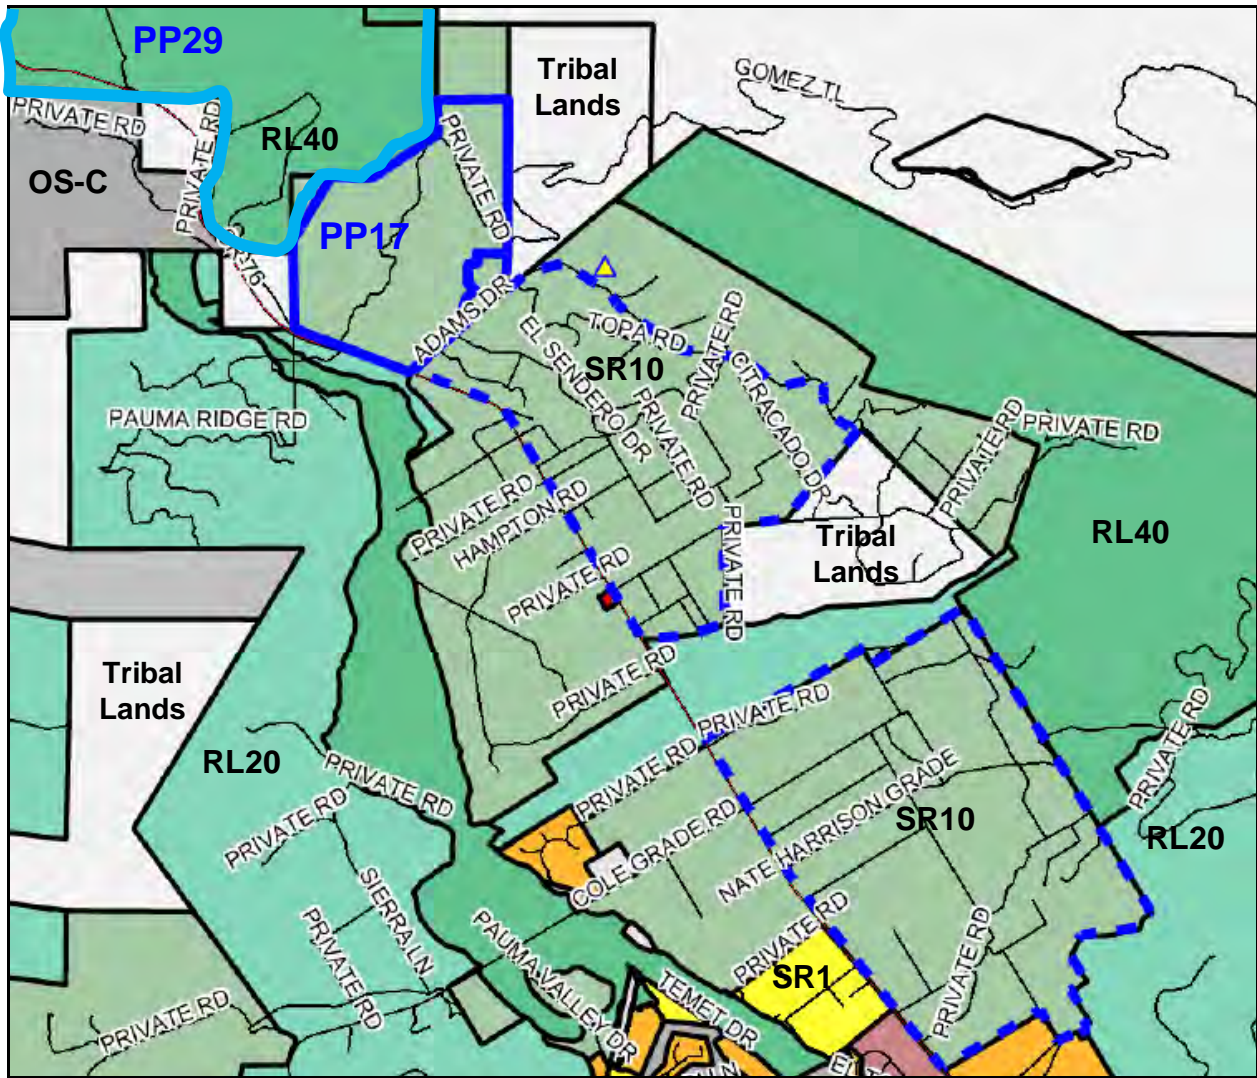 PP29
Tribal
Lands
GOMEZ TL
PRIVATE RD
PRIVATE RD
RL40
PRIVATE RD
OS-C
PP17
ADAMS DR
TOPA RD
PRIVATE RD
EL SENDERO DR
SR10
CITRACADO DR
PRIVATE RD
PRIVATE RD
PRIVATE RD
PAUMA RIDGE RD
PRIVATE RD
HAMPTON RD
PRIVATE RD
PRIVATE RD
Tribal
Lands
RL40
PRIVATE RD
Tribal
Lands
PRIVATE RD
PRIVATE RD
RL20
PRIVATE RD
PRIVATE RD
PRIVATE RD
COLE GRADE RD
NATE HARRISON GRADE
SR10
RL20
SIERRA LN
PRIVATE RD
PRIVATE RD
PAUMA VALLEY DR
TEMET DR
SR1
PRIVATE RD
PRIVATE RD